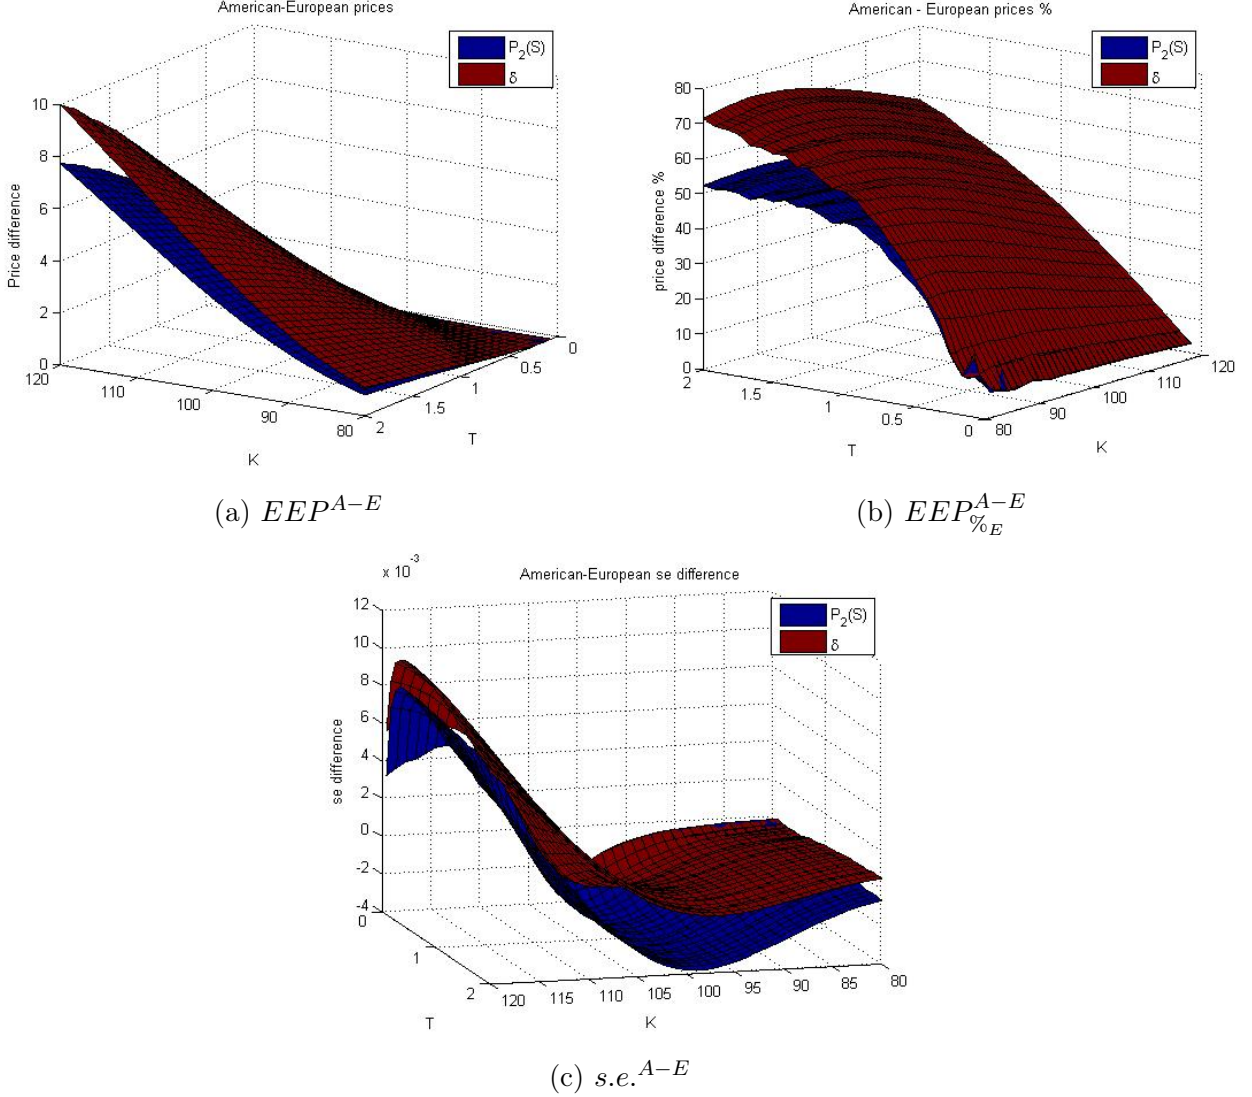 American-European prices
P2(S)
δ
Price difference
10
8
6
4
2
0
120
110
100
90
80
K
2
1.5
1
0.5
0
T
(a) EEP^{A−E}
American - European prices %
P2(S)
δ
price difference %
80
70
60
50
40
30
20
10
0
2
1.5
1
0.5
0
T
80
90
100
110
120
K
(b) EEP^{A−E}_{%_E}
x 10^-3
American-European se difference
P2(S)
δ
se difference
12
10
8
6
4
2
0
-2
-4
0
1
2
T
120
115
110
105
100
95
90
85
80
K
(c) s.e.^{A−E}